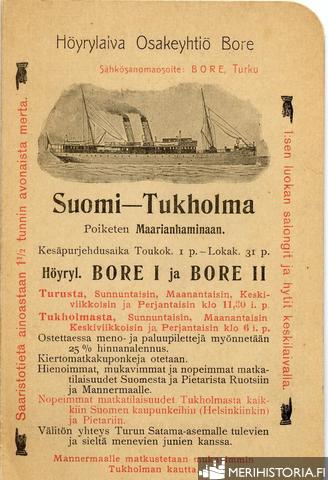 Höyrylaiva Osakeyhtiö Bore
Sähkösanomaosoite: BORE, Turku
Saaristotietä ainoastaan 1½ tunnin avonaista merta.
I:sen luokan salongit ja hytit keskilaivalla.
Suomi—Tukholma
Poiketen Maarianhaminaan.
Kesäpurjehdusaika Toukok. 1 p.–Lokak. 31 p.
Höyryl. BORE I ja BORE II
Turusta, Sunnuntaisin, Maanantaisin, Keski-
viikkoisin ja Perjantaisin klo 11,30 i. p.
Tukholmasta, Sunnuntaisin, Maanantaisin
Keskiviikkoisin ja Perjantaisin klo 6 i. p.
Ostettaessa meno- ja paluupilettejä myönnetään
25 % hinnanalennus.
Kiertomatkakuponkeja otetaan.
Hienoimmat, mukavimmat ja nopeimmat matka-
tilaisuudet Suomesta ja Pietarista Ruotsiin
ja Mannermaalle.
Nopeimmat matkatilaisuudet Tukholmasta kaik-
kiin Suomen kaupunkeihin (Helsinkiinkin)
ja Pietariin.
Välitön yhteys Turun Satama-asemalle tulevien
ja sieltä menevien junien kanssa.
Mannermaalle matkustetaan mukavimmin
Tukholman kautta
MERIHISTORIA.FI